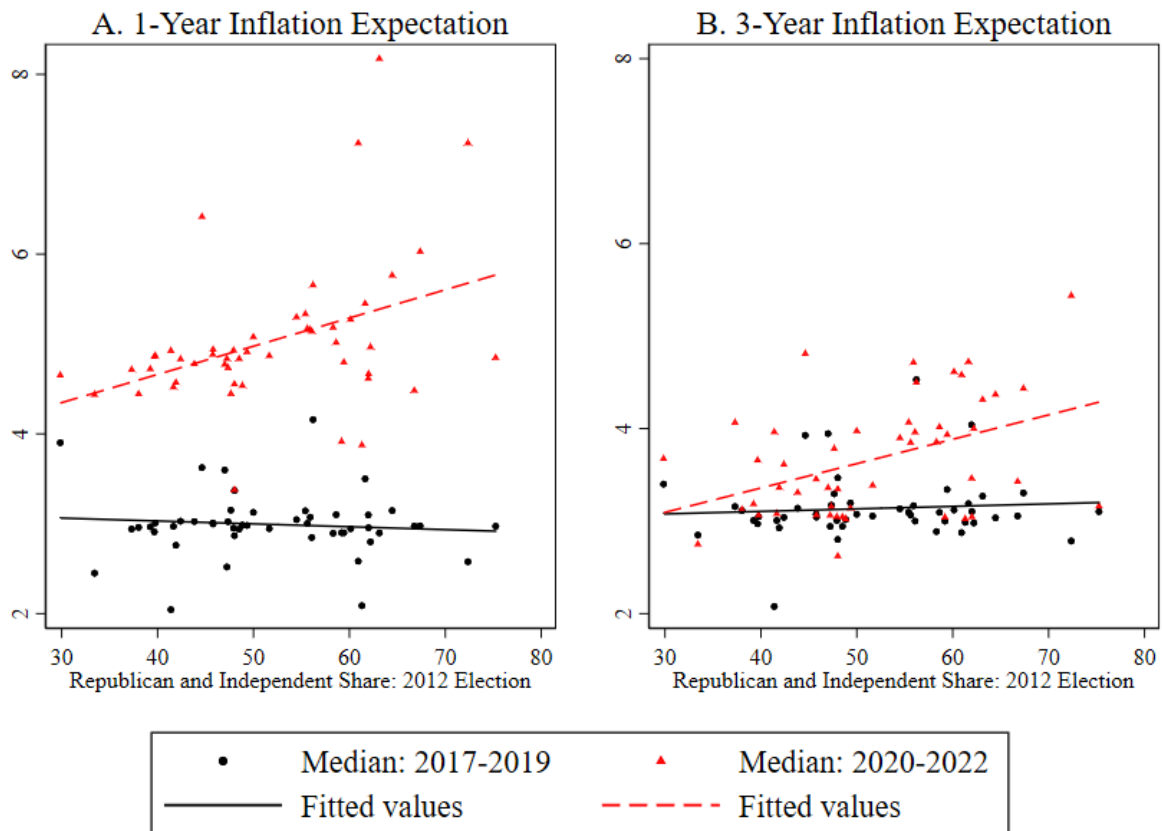 A. 1-Year Inflation Expectation
8
6
4
2
30 40 50 60 70 80
Republican and Independent Share: 2012 Election
B. 3-Year Inflation Expectation
8
6
4
2
30 40 50 60 70 80
Republican and Independent Share: 2012 Election
Median: 2017-2019
Median: 2020-2022
Fitted values
Fitted values